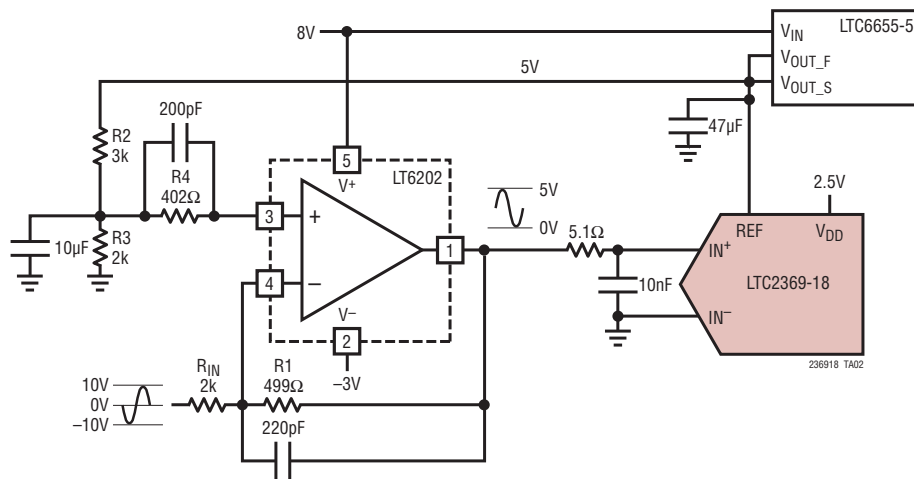 8V
V_IN
LTC6655-5
V_OUT_F
5V
V_OUT_S
200pF
R2
3k
47µF
R4
402Ω
5
LT6202
V+
2.5V
5V
0V
3
+
5.1Ω
REF
V_DD
10µF
R3
2k
1
IN+
4
–
10nF
LTC2369-18
V–
IN–
2
–3V
236918 TA02
R_IN
2k
R1
499Ω
10V
0V
–10V
220pF